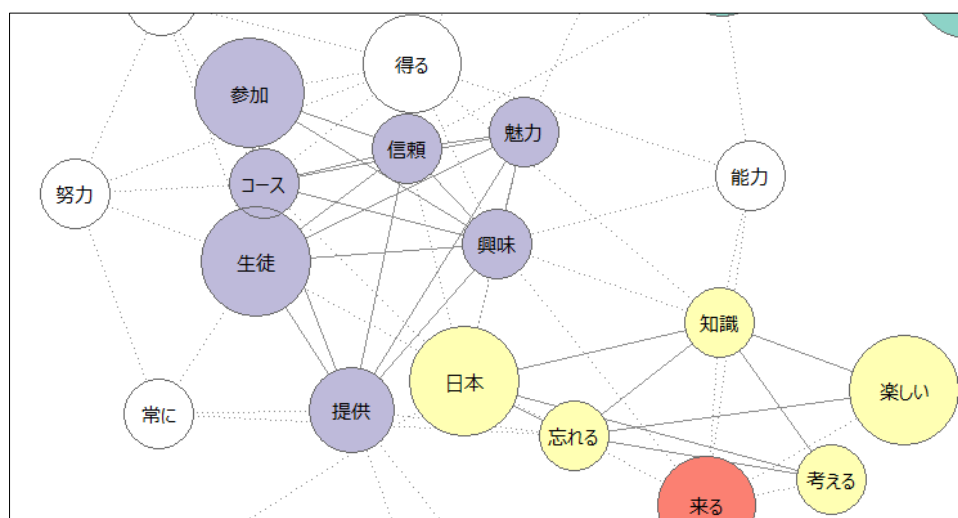 得る
参加
魅力
信頼
能力
コース
努力
興味
生徒
知識
日本
楽しい
提供
常に
忘れる
考える
来る